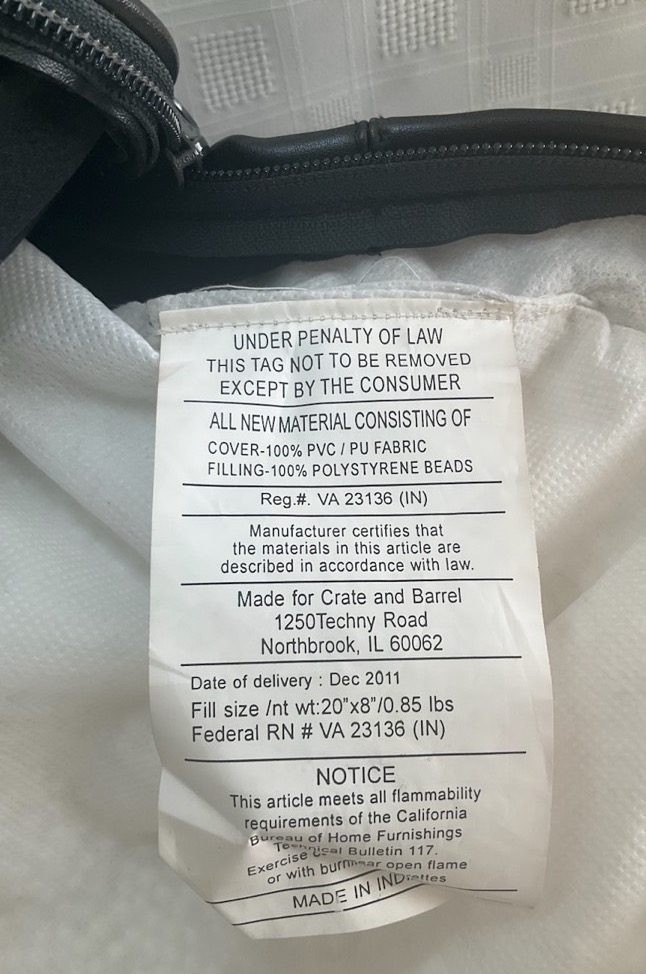 UNDER PENALTY OF LAW
THIS TAG NOT TO BE REMOVED
EXCEPT BY THE CONSUMER
ALL NEW MATERIAL CONSISTING OF
COVER-100% PVC / PU FABRIC
FILLING-100% POLYSTYRENE BEADS
Reg.#. VA 23136 (IN)
Manufacturer certifies that
the materials in this article are
described in accordance with law.
Made for Crate and Barrel
1250Techny Road
Northbrook, IL 60062
Date of delivery : Dec 2011
Fill size /nt wt:20"x8"/0.85 lbs
Federal RN # VA 23136 (IN)
NOTICE
This article meets all flammability
requirements of the California
Bureau of Home Furnishings
Technical Bulletin 117.
Exercise near open flame
or with
MADE IN